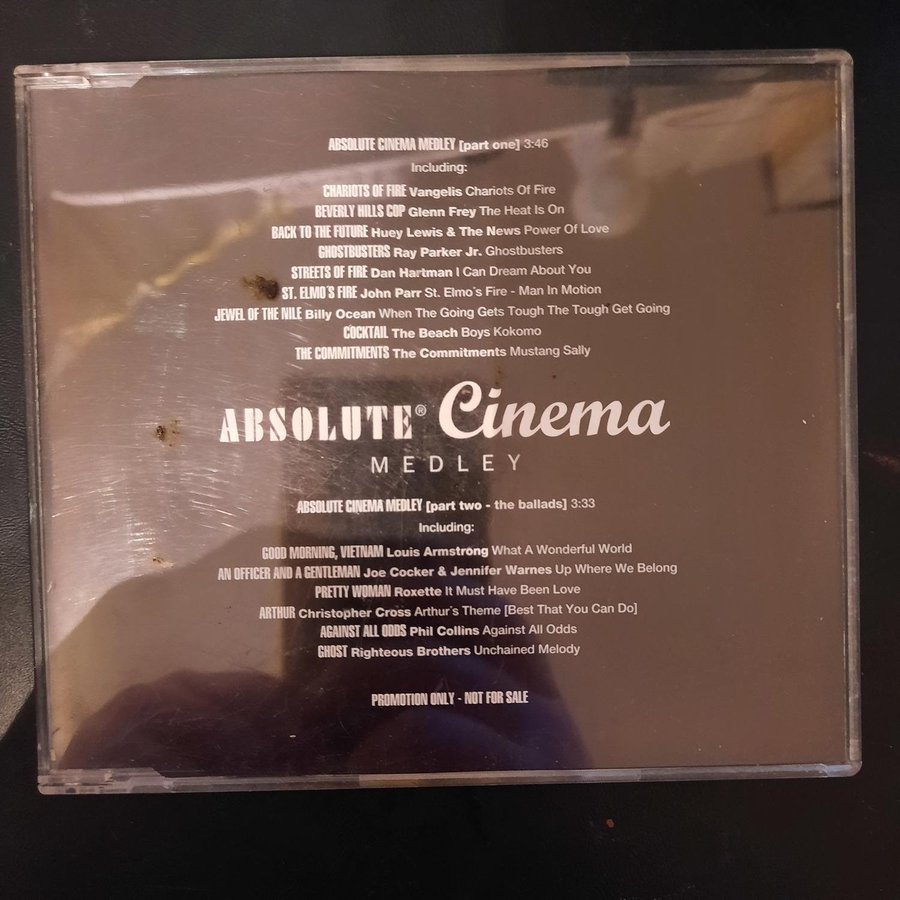 ABSOLUTE CINEMA MEDLEY [part one] 3:46
Including:
CHARIOTS OF FIRE Vangelis Chariots Of Fire
BEVERLY HILLS COP Glenn Frey The Heat Is On
BACK TO THE FUTURE Huey Lewis & The News Power Of Love
GHOSTBUSTERS Ray Parker Jr. Ghostbusters
STREETS OF FIRE Dan Hartman I Can Dream About You
ST. ELMO´S FIRE John Parr St. Elmo´s Fire - Man In Motion
JEWEL OF THE NILE Billy Ocean When The Going Gets Tough The Tough Get Going
COCKTAIL The Beach Boys Kokomo
THE COMMITMENTS The Commitments Mustang Sally
ABSOLUTE® Cinema
MEDLEY
ABSOLUTE CINEMA MEDLEY [part two - the ballads] 3:33
Including:
GOOD MORNING, VIETNAM Louis Armstrong What A Wonderful World
AN OFFICER AND A GENTLEMAN Joe Cocker & Jennifer Warnes Up Where We Belong
PRETTY WOMAN Roxette It Must Have Been Love
ARTHUR Christopher Cross Arthur´s Theme [Best That You Can Do]
AGAINST ALL ODDS Phil Collins Against All Odds
GHOST Righteous Brothers Unchained Melody
PROMOTION ONLY - NOT FOR SALE